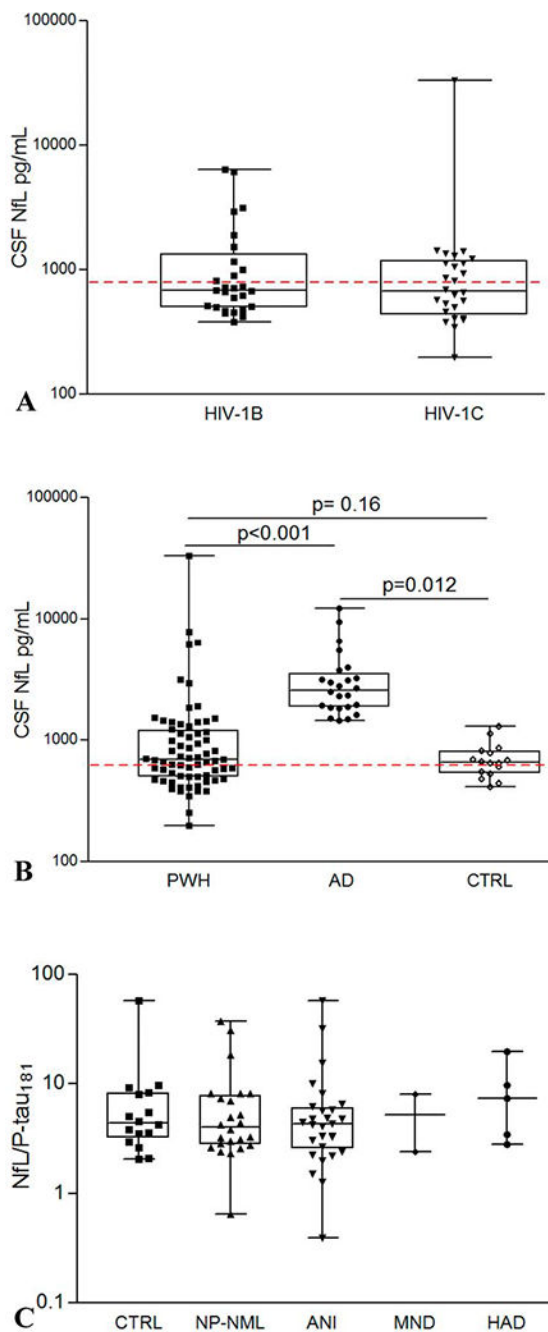 100000
10000
1000
100
CSF NfL pg/mL
HIV-1B HIV-1C
A
100000
10000
1000
100
CSF NfL pg/mL
p= 0.16
p<0.001
p=0.012
PWH AD CTRL
B
100
10
1
0.1
NfL/P-tau181
CTRL NP-NML ANI MND HAD
C